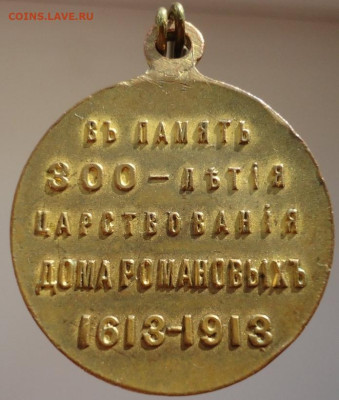 COINS.LAVE.RU
ВЪ ПАМЯТЬ
300-ЛѢТІЯ
ЦАРСТВОВАНІЯ
ДОМА РОМАНОВЫХЪ
1613-1913